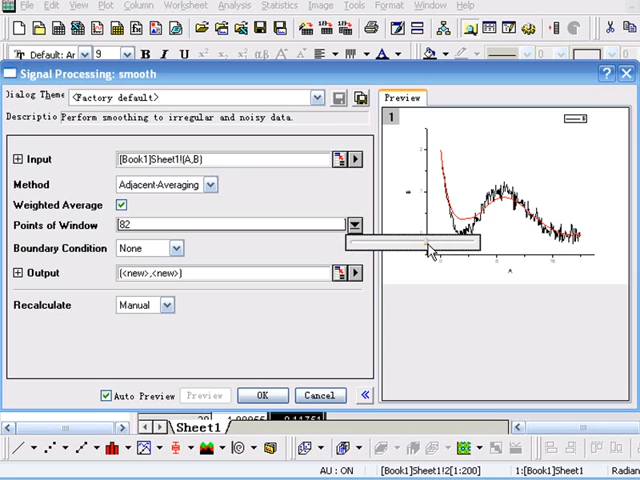 File Edit View Plot Column Worksheet Analysis Statistics Image Tools Format Window Help
Default: Ar 9 B I U
Signal Processing: smooth
Dialog Theme <Factory default>
Descriptio Perform smoothing to irregular and noisy data.
Preview
1
B
Input [Book1]Sheet1!(A,B)
Method Adjacent-Averaging
Weighted Average
Points of Window 82
Boundary Condition None
Output (<new>,<new>)
Recalculate Manual
B
A
Auto Preview Preview OK Cancel
Sheet1
AU : ON [Book1]Sheet1!2[1:200] 1:[Book1]Sheet1 Radian